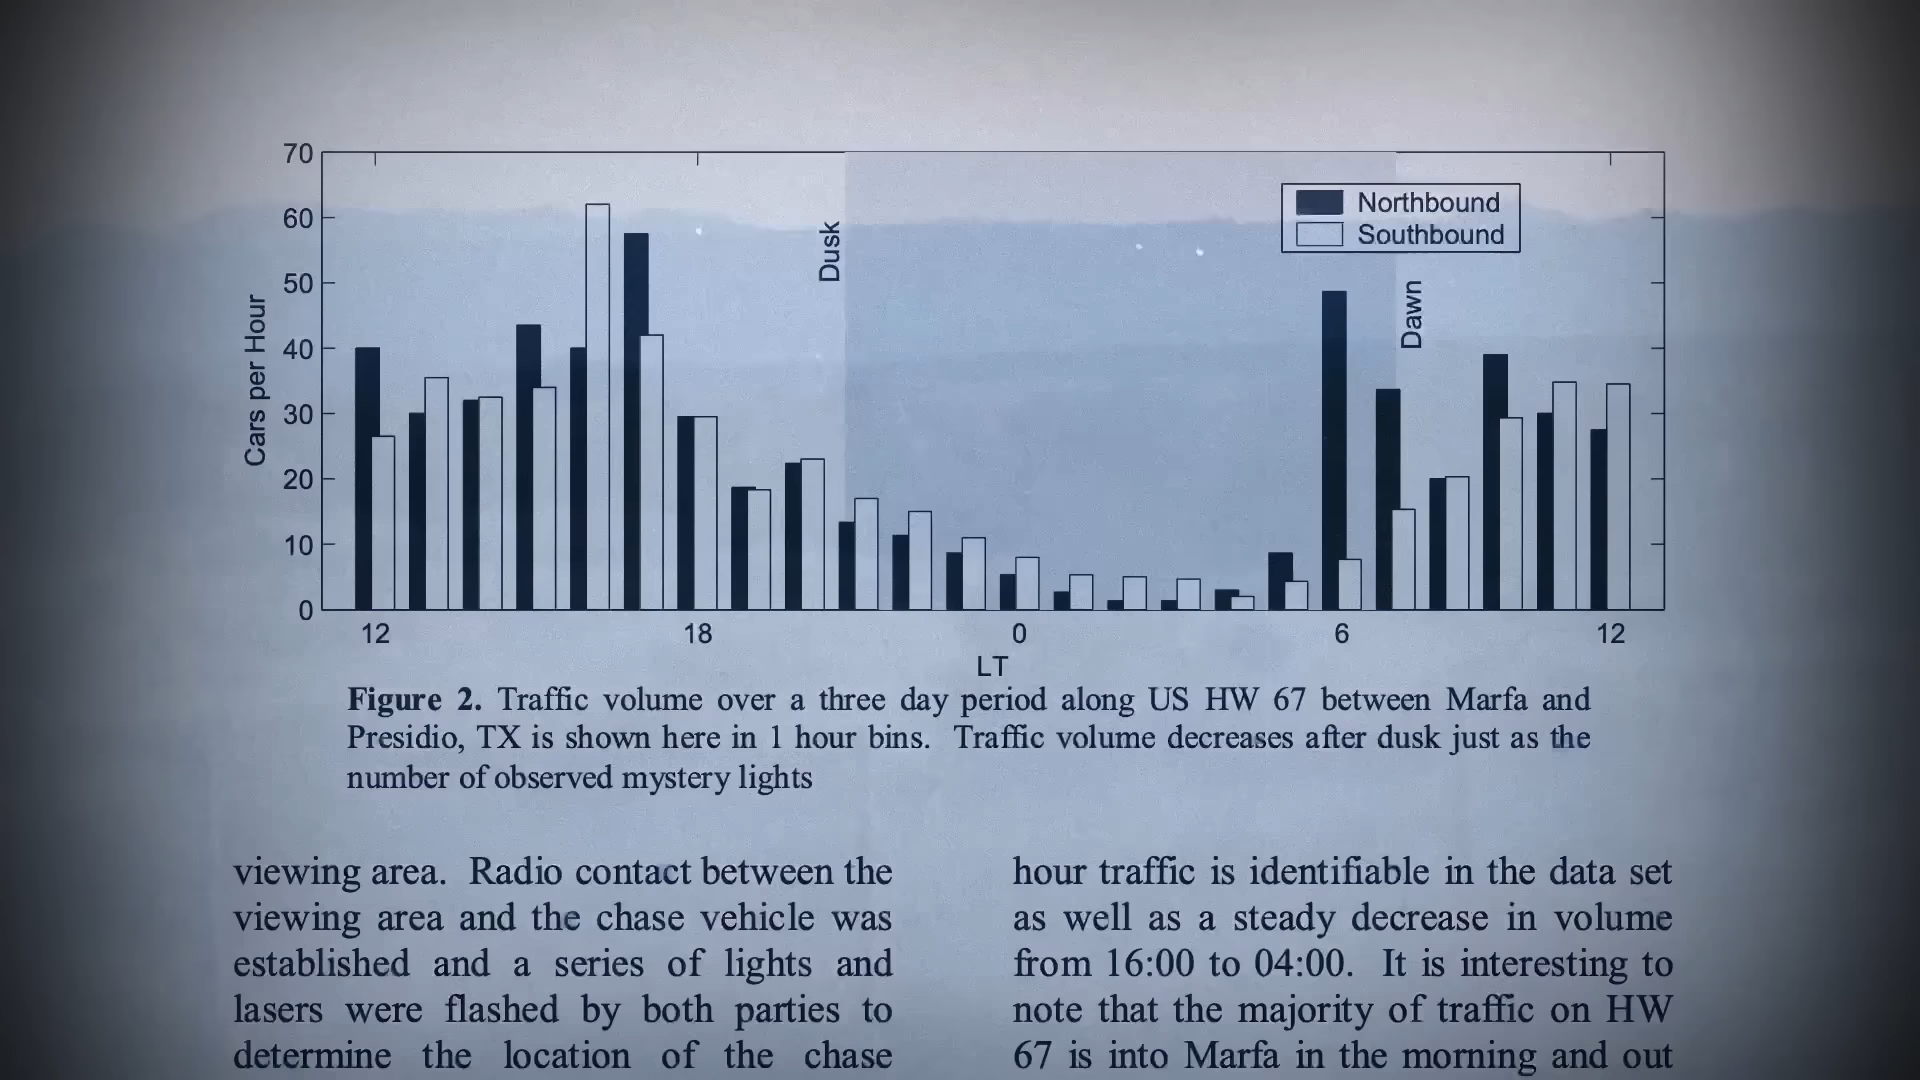 70
60
50
40
30
20
10
0
Cars per Hour
Dusk
Dawn
Northbound
Southbound
12 18 0 6 12
LT
Figure 2. Traffic volume over a three day period along US HW 67 between Marfa and
Presidio, TX is shown here in 1 hour bins. Traffic volume decreases after dusk just as the
number of observed mystery lights
viewing area. Radio contact between the
viewing area and the chase vehicle was
established and a series of lights and
lasers were flashed by both parties to
determine the location of the chase
hour traffic is identifiable in the data set
as well as a steady decrease in volume
from 16:00 to 04:00. It is interesting to
note that the majority of traffic on HW
67 is into Marfa in the morning and out